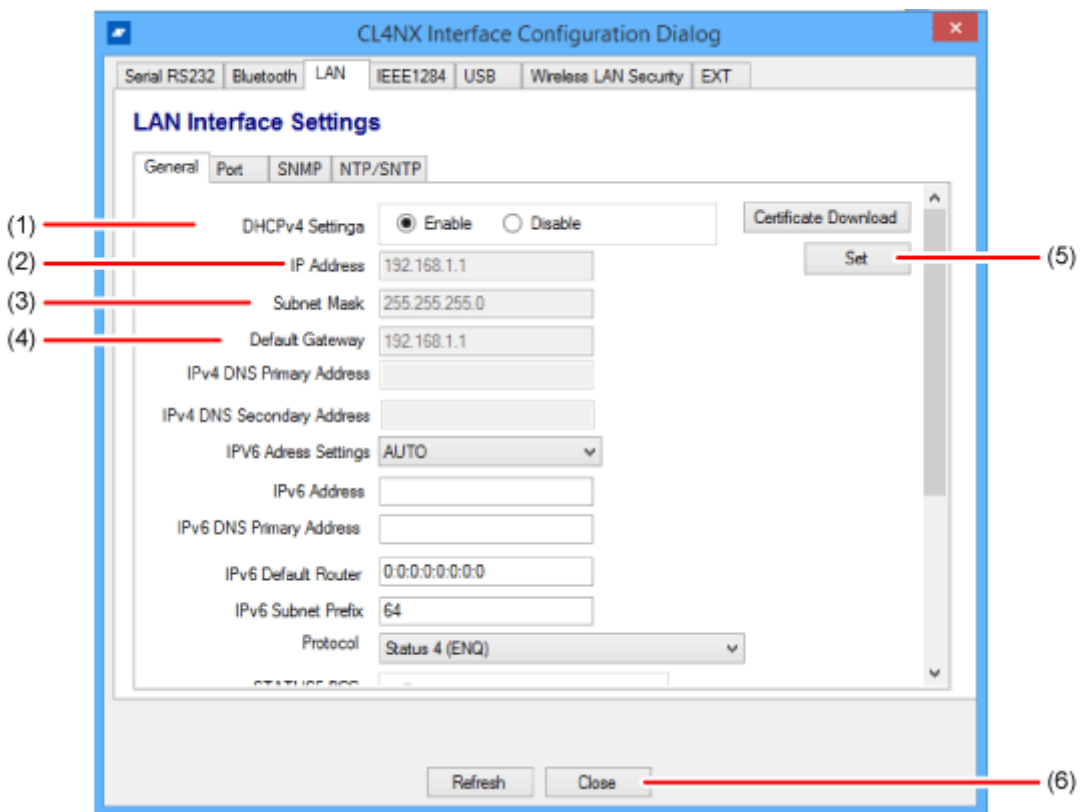 CL4NX Interface Configuration Dialog
Serial RS232 Bluetooth LAN IEEE1284 USB Wireless LAN Security EXT
LAN Interface Settings
General Port SNMP NTP/SNTP
(1) DHCPv4 Settinga Enable Disable Certificate Download
(2) IP Address 192.168.1.1 Set (5)
(3) Subnet Mask 255.255.255.0
(4) Default Gateway 192.168.1.1
IPv4 DNS Primary Address
IPv4 DNS Secondary Address
IPV6 Adress Settings AUTO
IPv6 Address
IPv6 DNS Primary Address
IPv6 Default Router 0:0:0:0:0:0:0:0
IPv6 Subnet Prefix 64
Protocol Status 4 (ENQ)
Refresh Close (6)